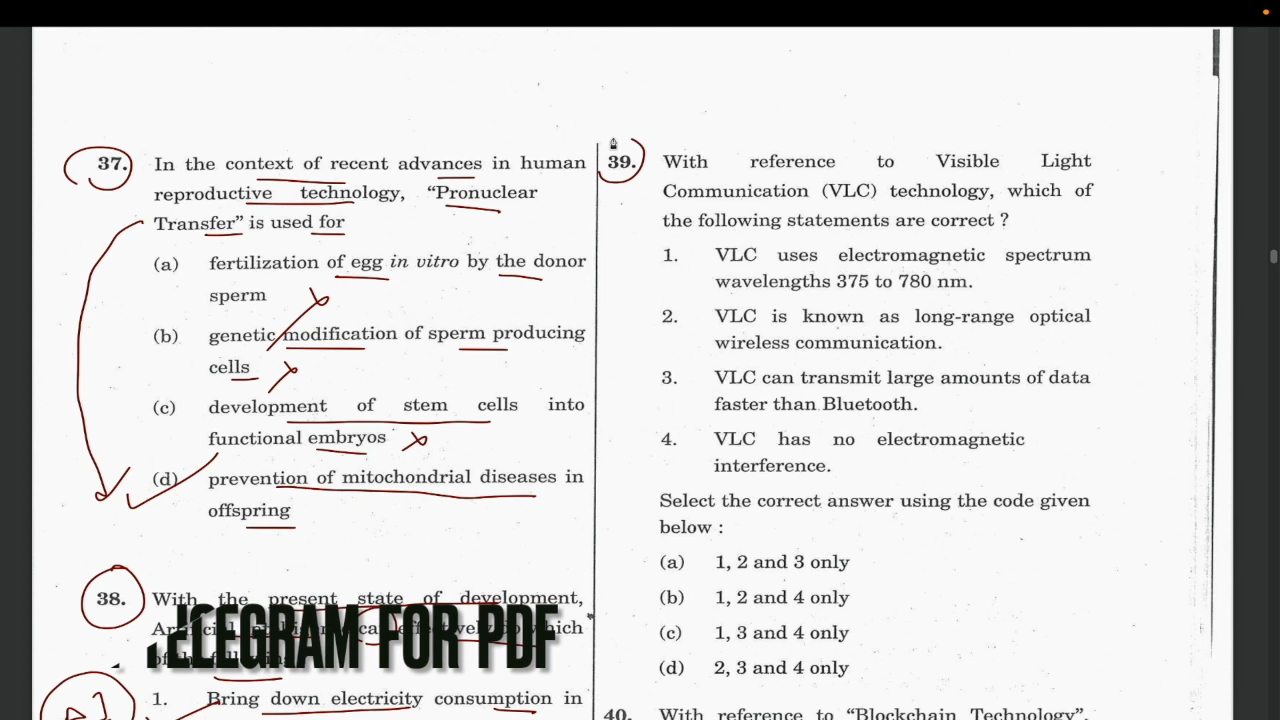 37. In the context of recent advances in human
reproductive technology, "Pronuclear
Transfer" is used for
(a) fertilization of egg in vitro by the donor
sperm
(b) genetic modification of sperm producing
cells
(c) development of stem cells into
functional embryos
(d) prevention of mitochondrial diseases in
offspring
38. With the present state of development,
Artificial can effectively do which
of the
TELEGRAM FOR PDF
1. Bring down electricity consumption in
39. With reference to Visible Light
Communication (VLC) technology, which of
the following statements are correct ?
1. VLC uses electromagnetic spectrum
wavelengths 375 to 780 nm.
2. VLC is known as long-range optical
wireless communication.
3. VLC can transmit large amounts of data
faster than Bluetooth.
4. VLC has no electromagnetic
interference.
Select the correct answer using the code given
below :
(a) 1, 2 and 3 only
(b) 1, 2 and 4 only
(c) 1, 3 and 4 only
(d) 2, 3 and 4 only
40. With reference to "Blockchain Technology",